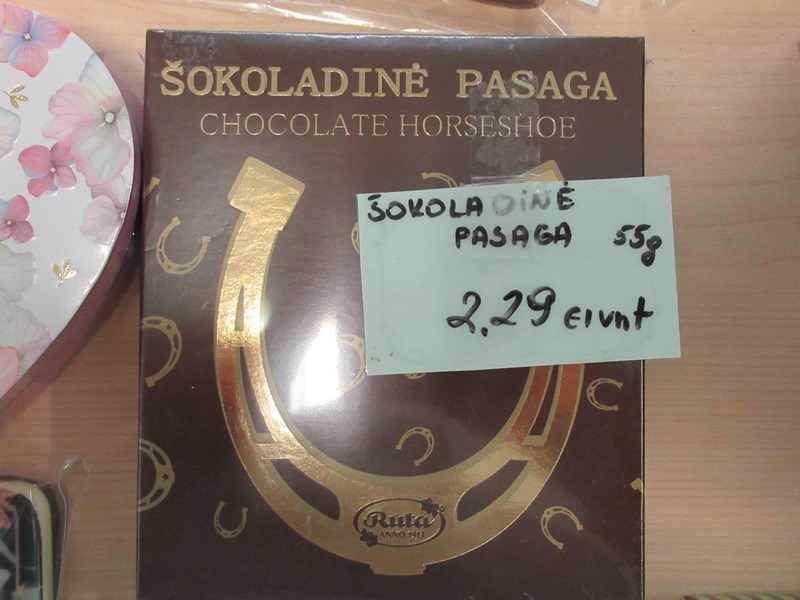 ŠOKOLADINĖ PASAGA
CHOCOLATE HORSESHOE
ŠOKOLADINĖ
PASAGA 55g
2,29 €/vnt
Rūta
ANNO 1913